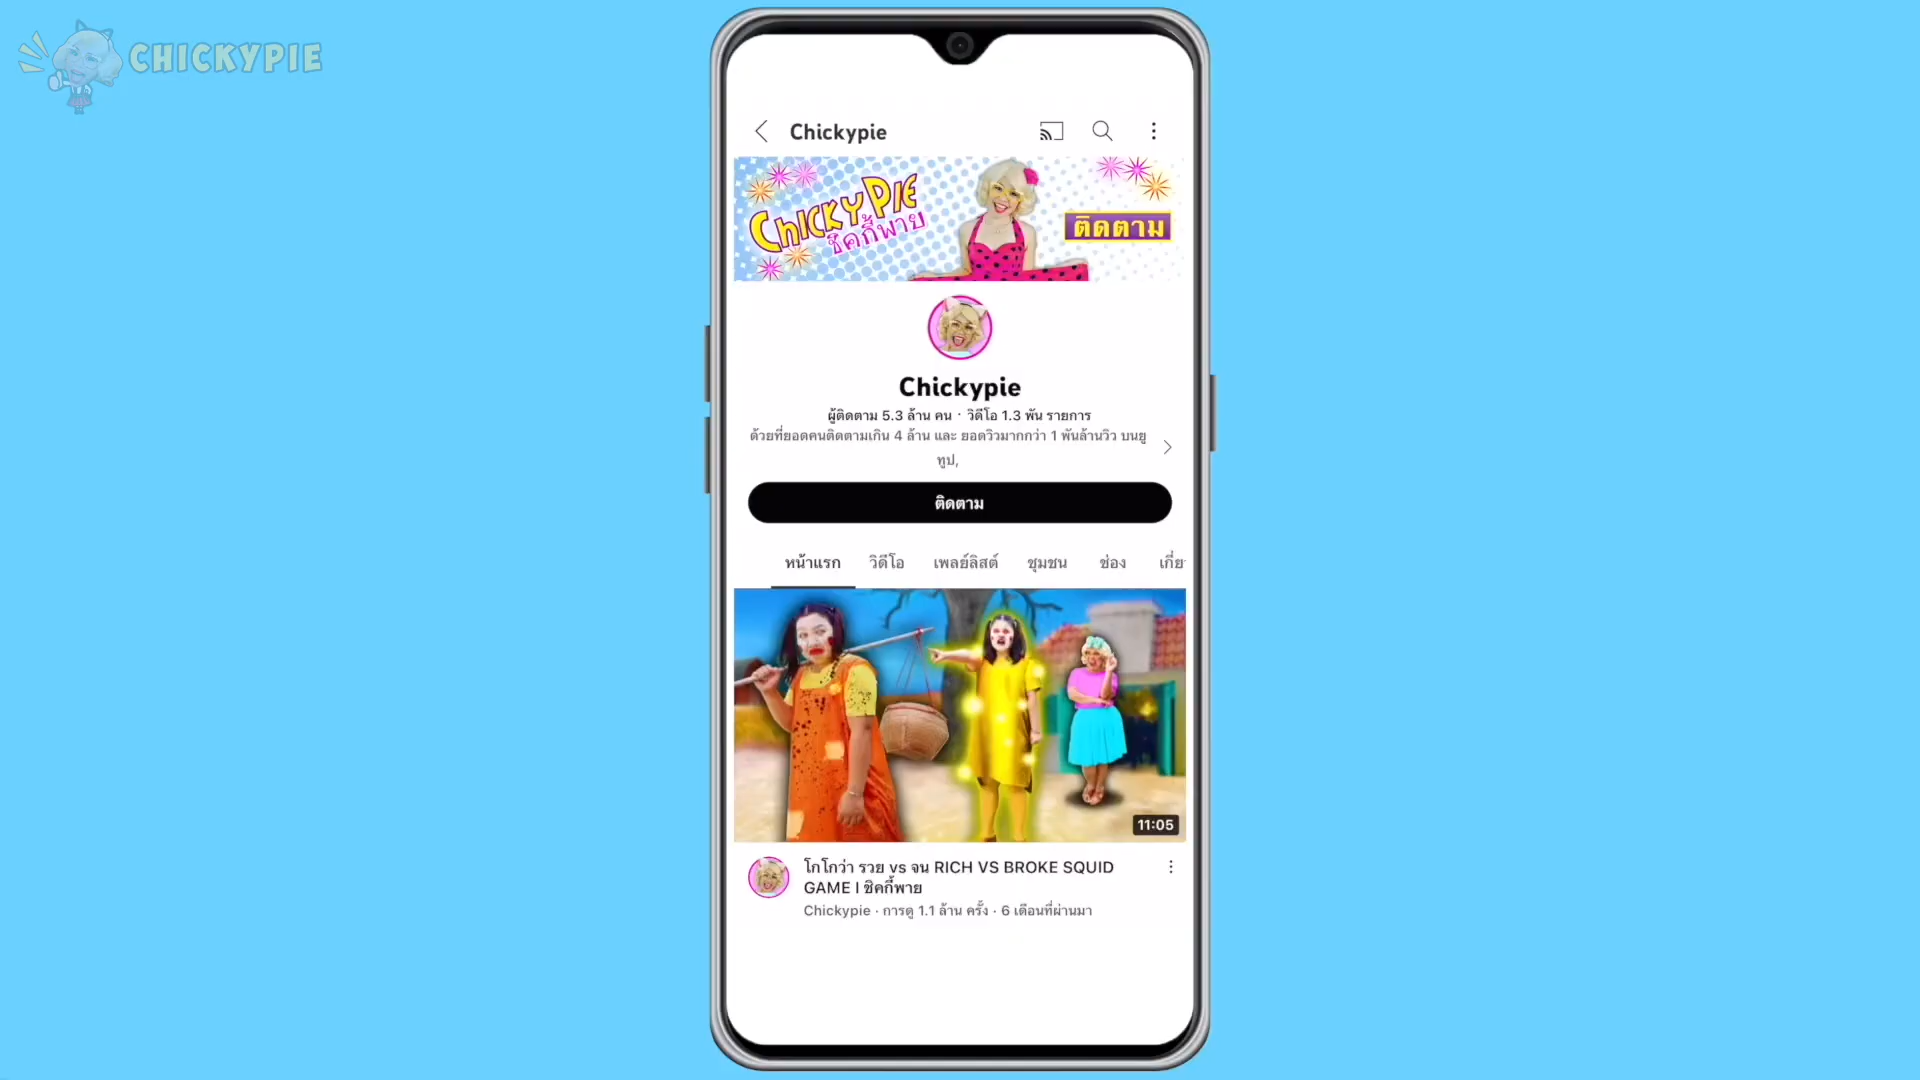 CHICKYPIE
Chickypie
CHICKYPIE
ชิคกี้พาย
ติดตาม
Chickypie
ผู้ติดตาม 5.3 ล้าน คน · วิดีโอ 1.3 พัน รายการ
ด้วยที่ยอดคนติดตามเกิน 4 ล้าน และ ยอดวิวมากกว่า 1 พันล้านวิว บนยู
ทูป,
ติดตาม
หน้าแรก วิดีโอ เพลย์ลิสต์ ชุมชน ช่อง เกี่ย
11:05
โกโกว่า รวย vs จน RICH VS BROKE SQUID
GAME I ชิคกี้พาย
Chickypie · การดู 1.1 ล้าน ครั้ง · 6 เดือนที่ผ่านมา